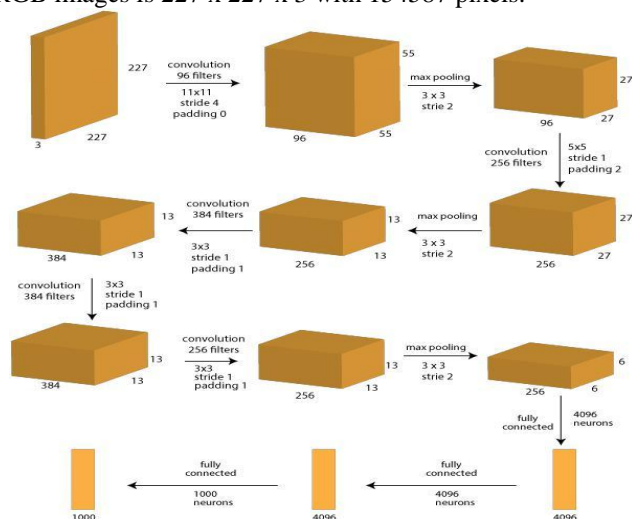 RGB images is 227 x 227 x 3 with 154587 pixels.
227
227
3
convolution
96 filters
11x11
stride 4
padding 0
55
55
96
max pooling
3 x 3
strie 2
27
27
96
convolution
256 filters
5x5
stride 1
padding 2
27
27
256
max pooling
3 x 3
strie 2
13
13
256
convolution
384 filters
3x3
stride 1
padding 1
13
13
384
convolution
384 filters
3x3
stride 1
padding 1
13
13
384
convolution
256 filters
3x3
stride 1
padding 1
13
13
256
max pooling
3 x 3
strie 2
6
6
256
fully
connected
4096
neurons
4096
fully
connected
4096
neurons
4096
fully
connected
1000
neurons
1000